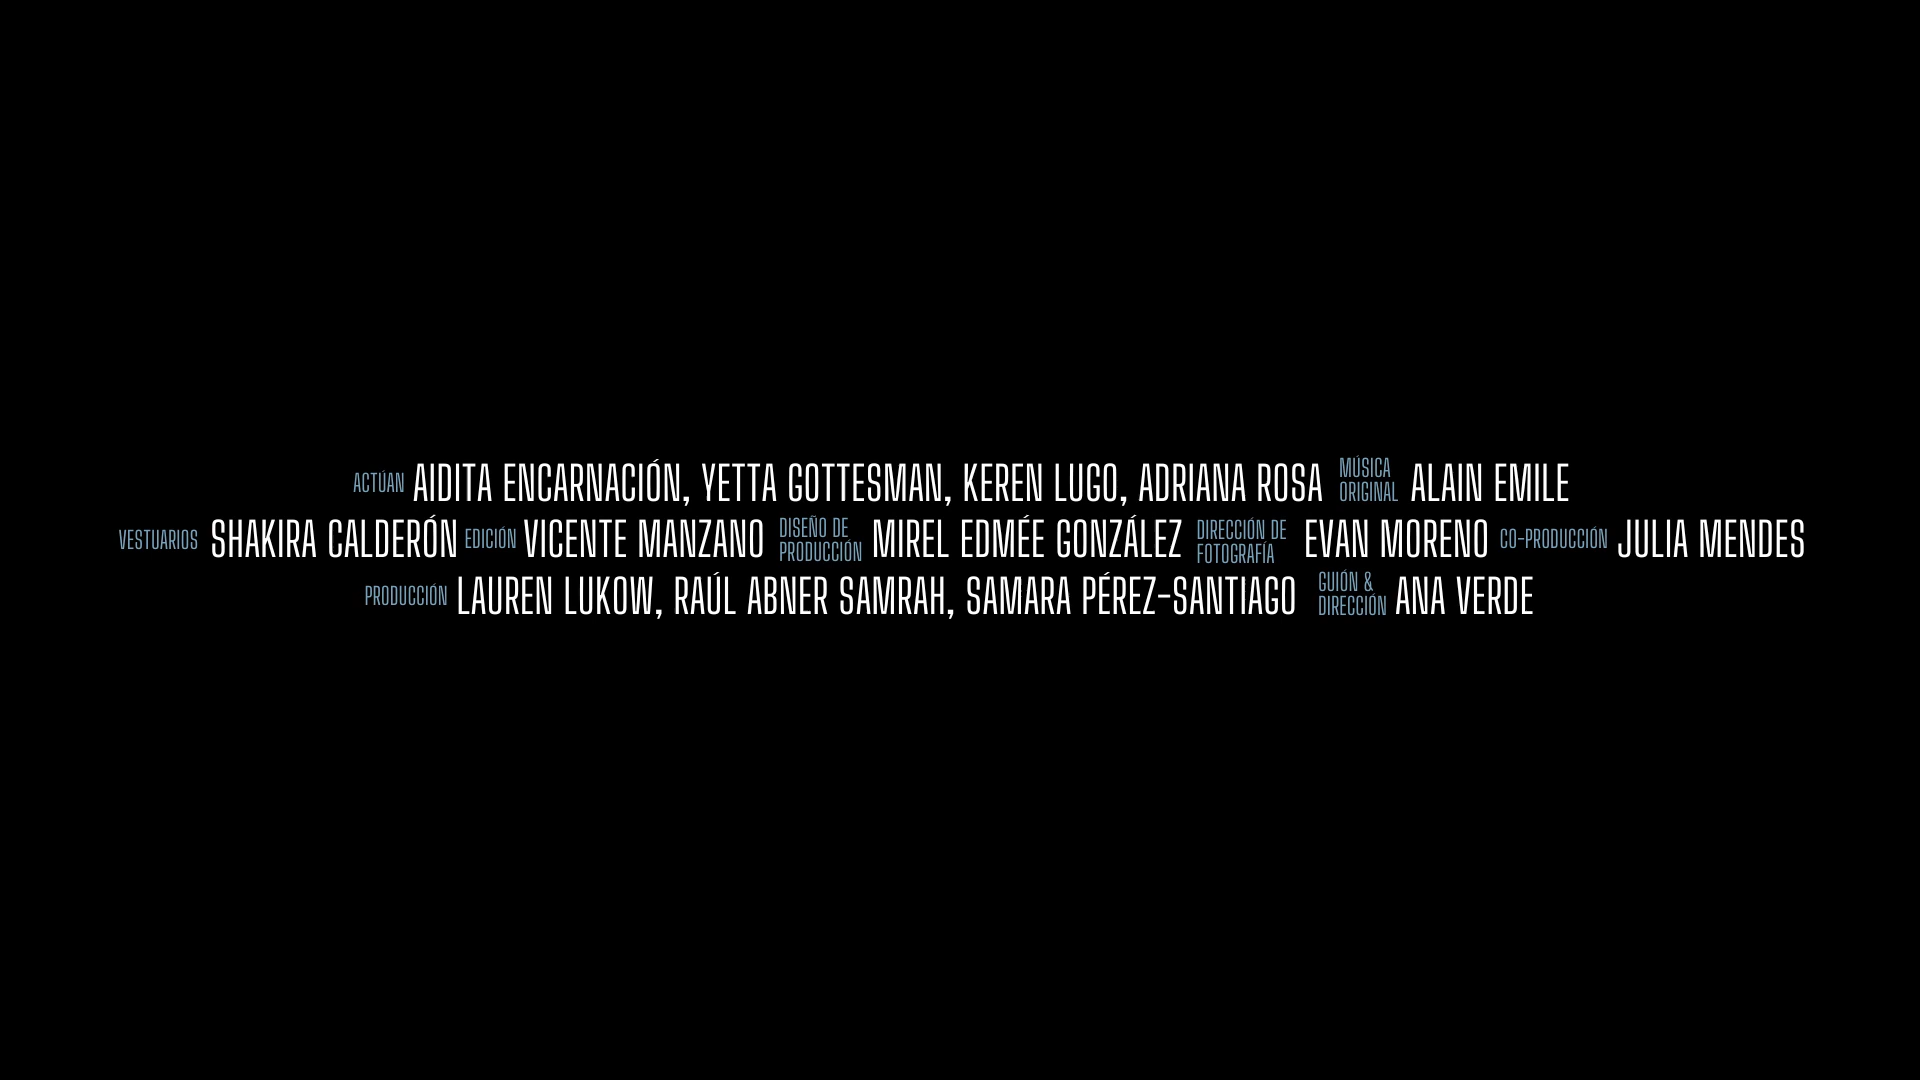 ACTÚAN AIDITA ENCARNACIÓN, YETTA GOTTESMAN, KEREN LUGO, ADRIANA ROSA MÚSICA ORIGINAL ALAIN EMILE
VESTUARIOS SHAKIRA CALDERÓN EDICIÓN VICENTE MANZANO DISEÑO DE PRODUCCIÓN MIREL EDMÉE GONZÁLEZ DIRECCIÓN DE FOTOGRAFÍA EVAN MORENO CO-PRODUCCIÓN JULIA MENDES
PRODUCCIÓN LAUREN LUKOW, RAÚL ABNER SAMRAH, SAMARA PÉREZ-SANTIAGO GUIÓN & DIRECCIÓN ANA VERDE